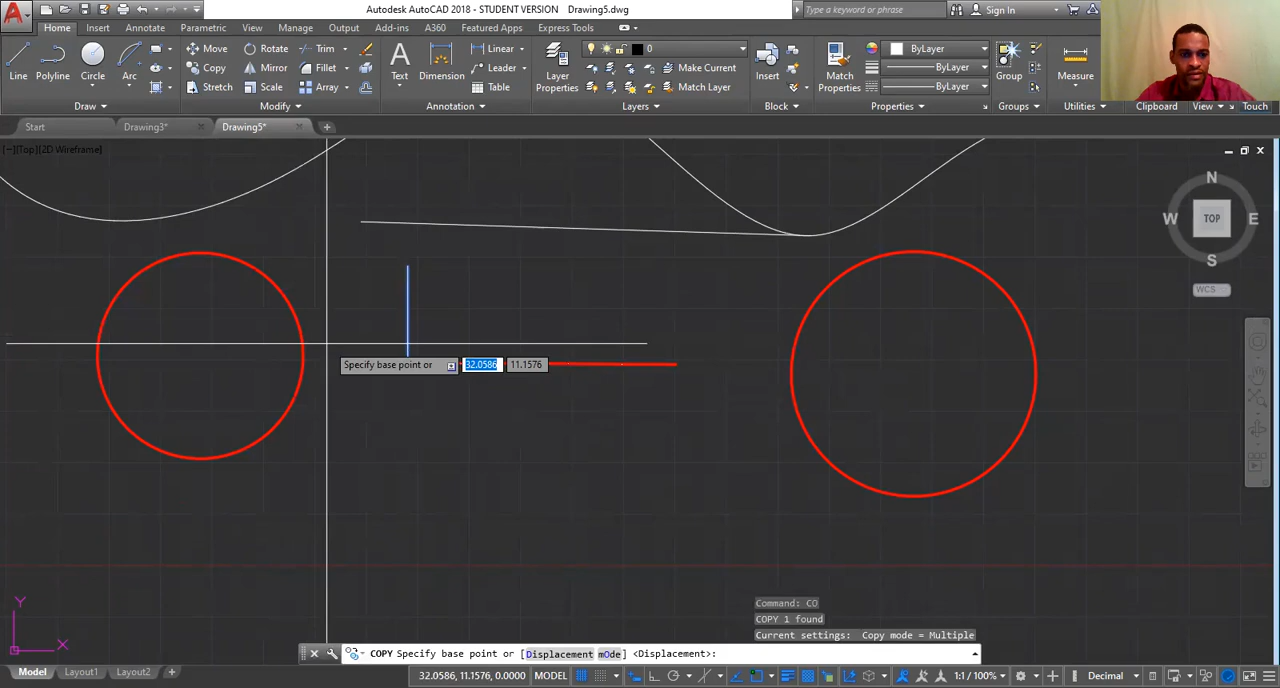 Autodesk AutoCAD 2018 - STUDENT VERSION Drawing5.dwg
Type a keyword or phrase
Sign In
Home Insert Annotate Parametric View Manage Output Add-ins A360 Featured Apps Express Tools
Line Polyline Circle Arc
Move Rotate Trim
Copy Mirror Fillet
Stretch Scale Array
Text Dimension
Linear
Leader
Table
Layer Properties
0
Make Current
Match Layer
Insert
Match Properties
ByLayer
ByLayer
ByLayer
Group
Measure
Draw Modify Annotation Layers Block Properties Groups Utilities Clipboard View Touch
Start Drawing3* Drawing5*
[−][Top][2D Wireframe]
N
W TOP E
S
WCS
Specify base point or 32.0586 11.1576
Y
X
Command: CO
COPY 1 found
Current settings: Copy mode = Multiple
COPY Specify base point or [Displacement mOde] <Displacement>:
Model Layout1 Layout2
32.0586, 11.1576, 0.0000 MODEL 1:1 / 100% Decimal